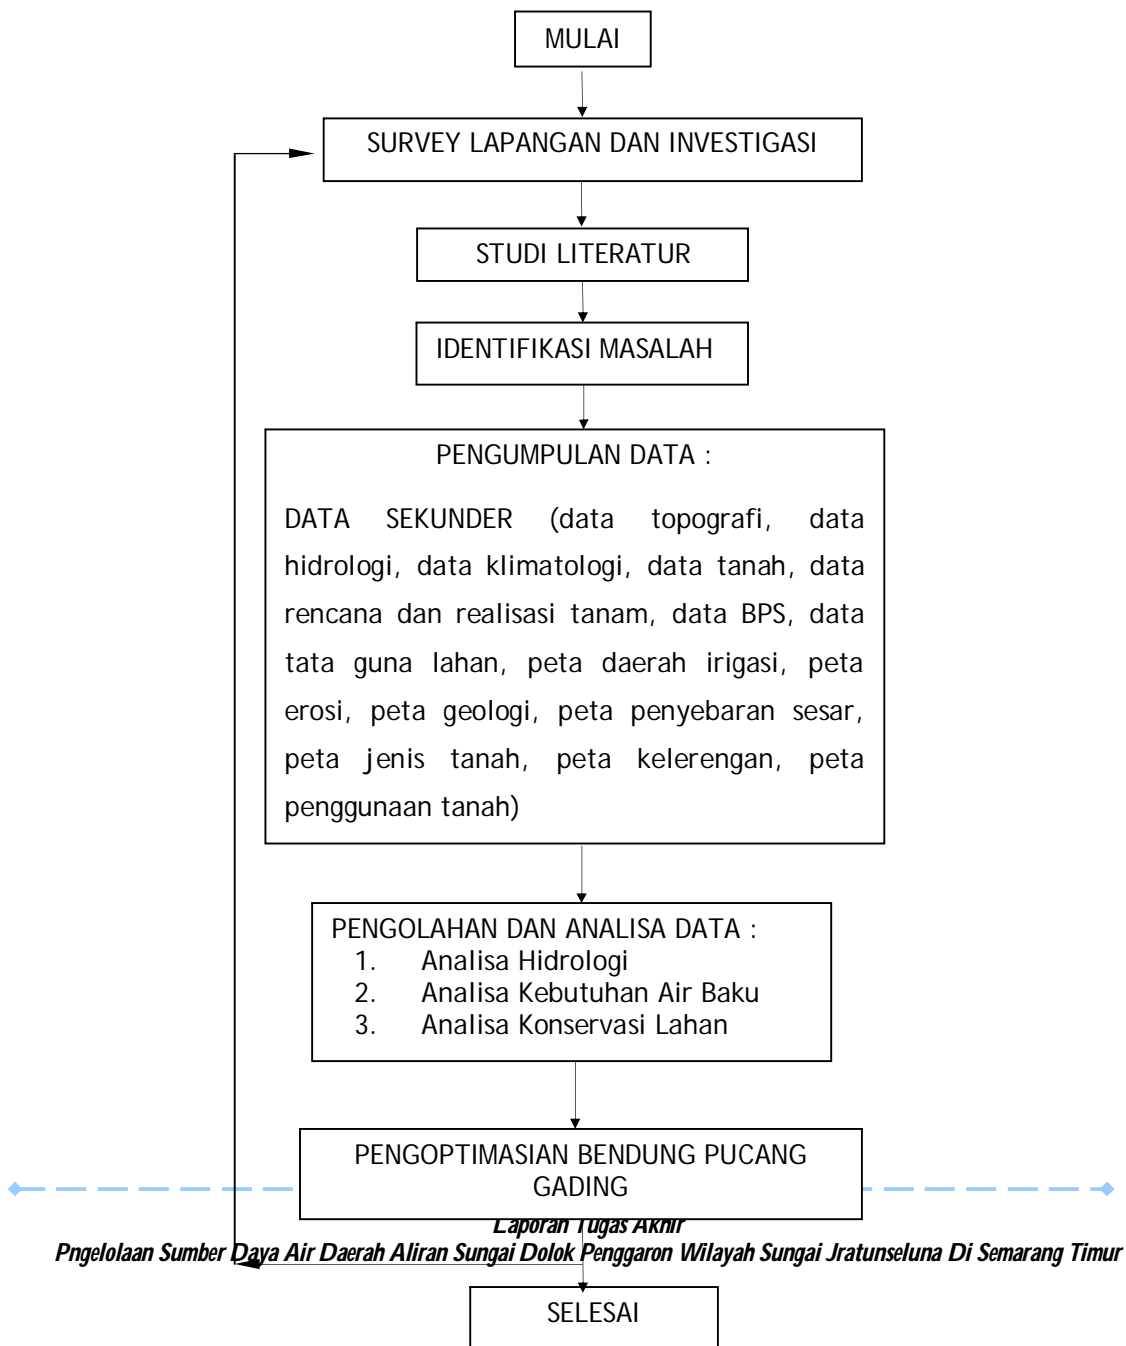 MULAI
SURVEY LAPANGAN DAN INVESTIGASI
STUDI LITERATUR
IDENTIFIKASI MASALAH
PENGUMPULAN DATA :
DATA SEKUNDER (data topografi, data
hidrologi, data klimatologi, data tanah, data
rencana dan realisasi tanam, data BPS, data
tata guna lahan, peta daerah irigasi, peta
erosi, peta geologi, peta penyebaran sesar,
peta jenis tanah, peta kelerengan, peta
penggunaan tanah)
PENGOLAHAN DAN ANALISA DATA :
1. Analisa Hidrologi
2. Analisa Kebutuhan Air Baku
3. Analisa Konservasi Lahan
PENGOPTIMASIAN BENDUNG PUCANG
GADING
Laporan Tugas Akhir
Pngelolaan Sumber Daya Air Daerah Aliran Sungai Dolok Penggaron Wilayah Sungai Jratunseluna Di Semarang Timur
SELESAI